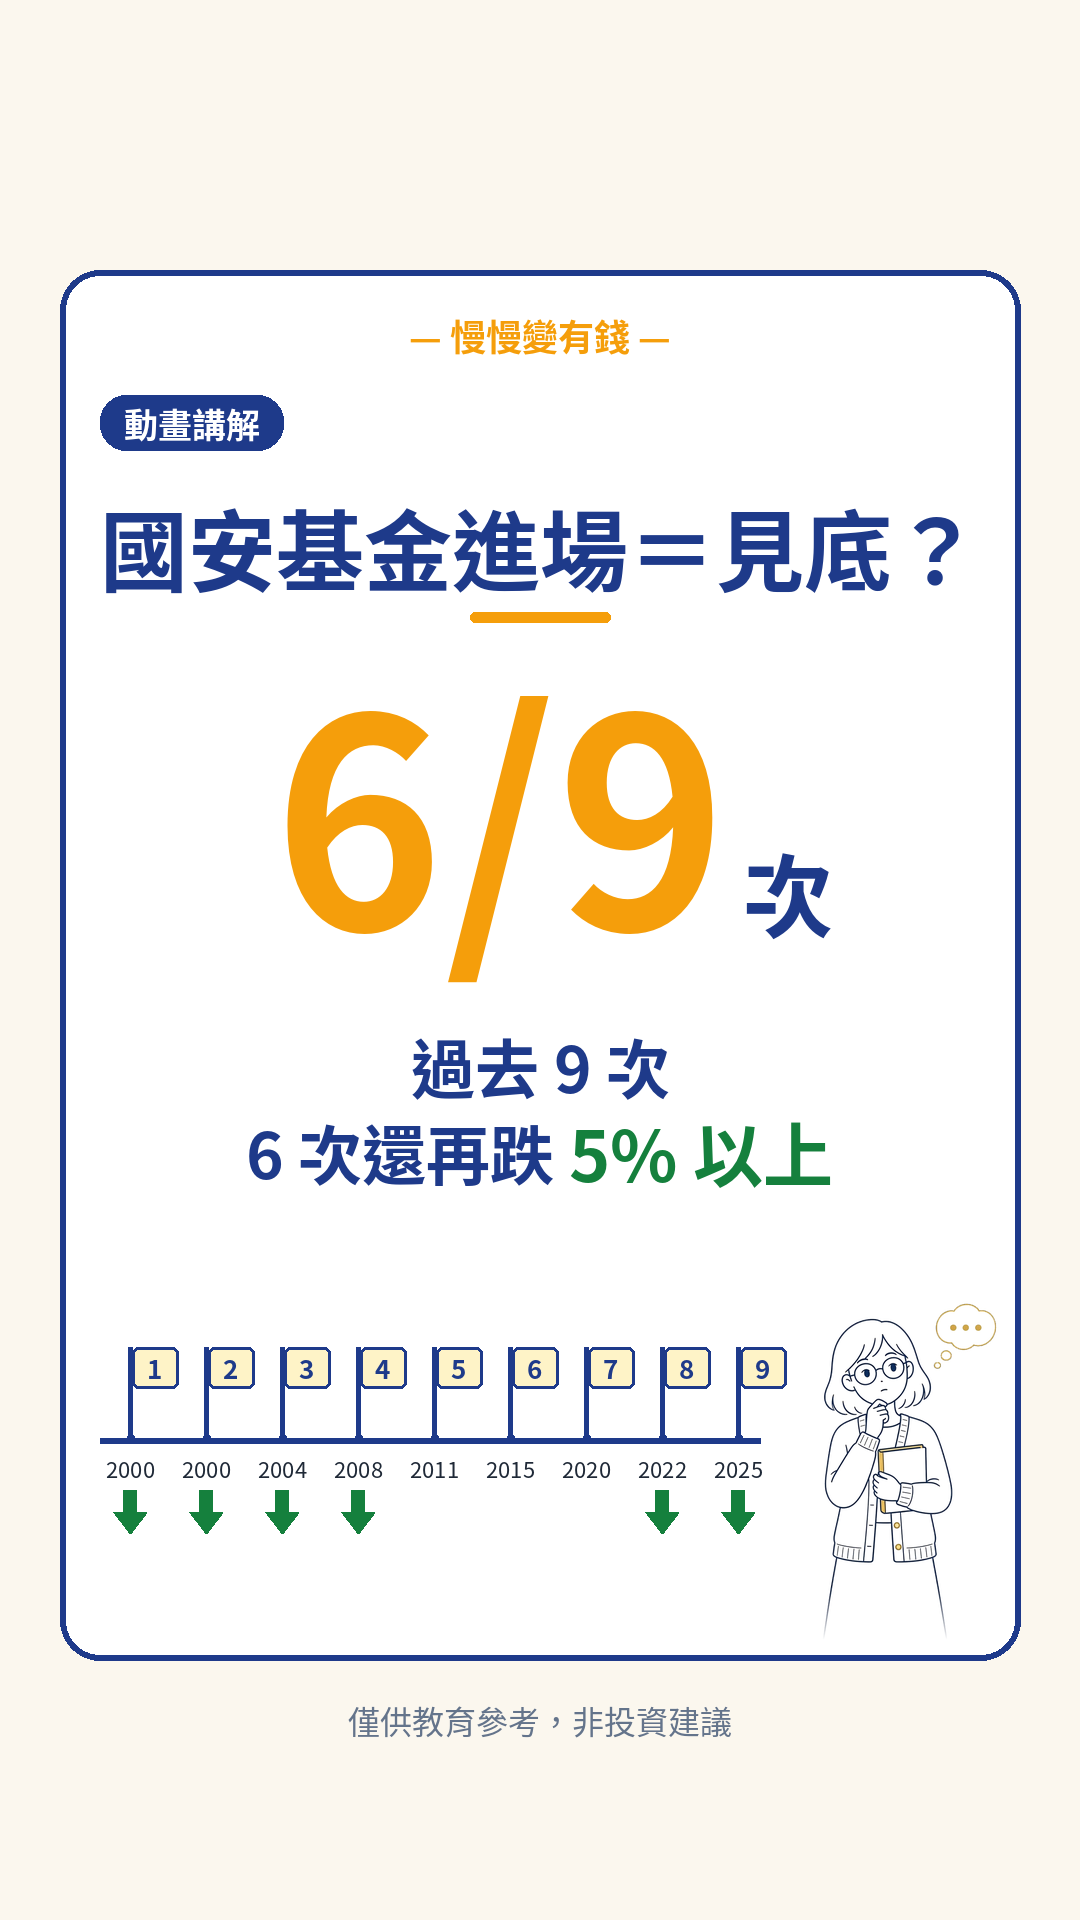 — 慢慢變有錢 —
動畫講解
國安基金進場＝見底？
6/9 次
過去 9 次
6 次還再跌 5% 以上
1 2 3 4 5 6 7 8 9
2000 2000 2004 2008 2011 2015 2020 2022 2025
僅供教育參考，非投資建議